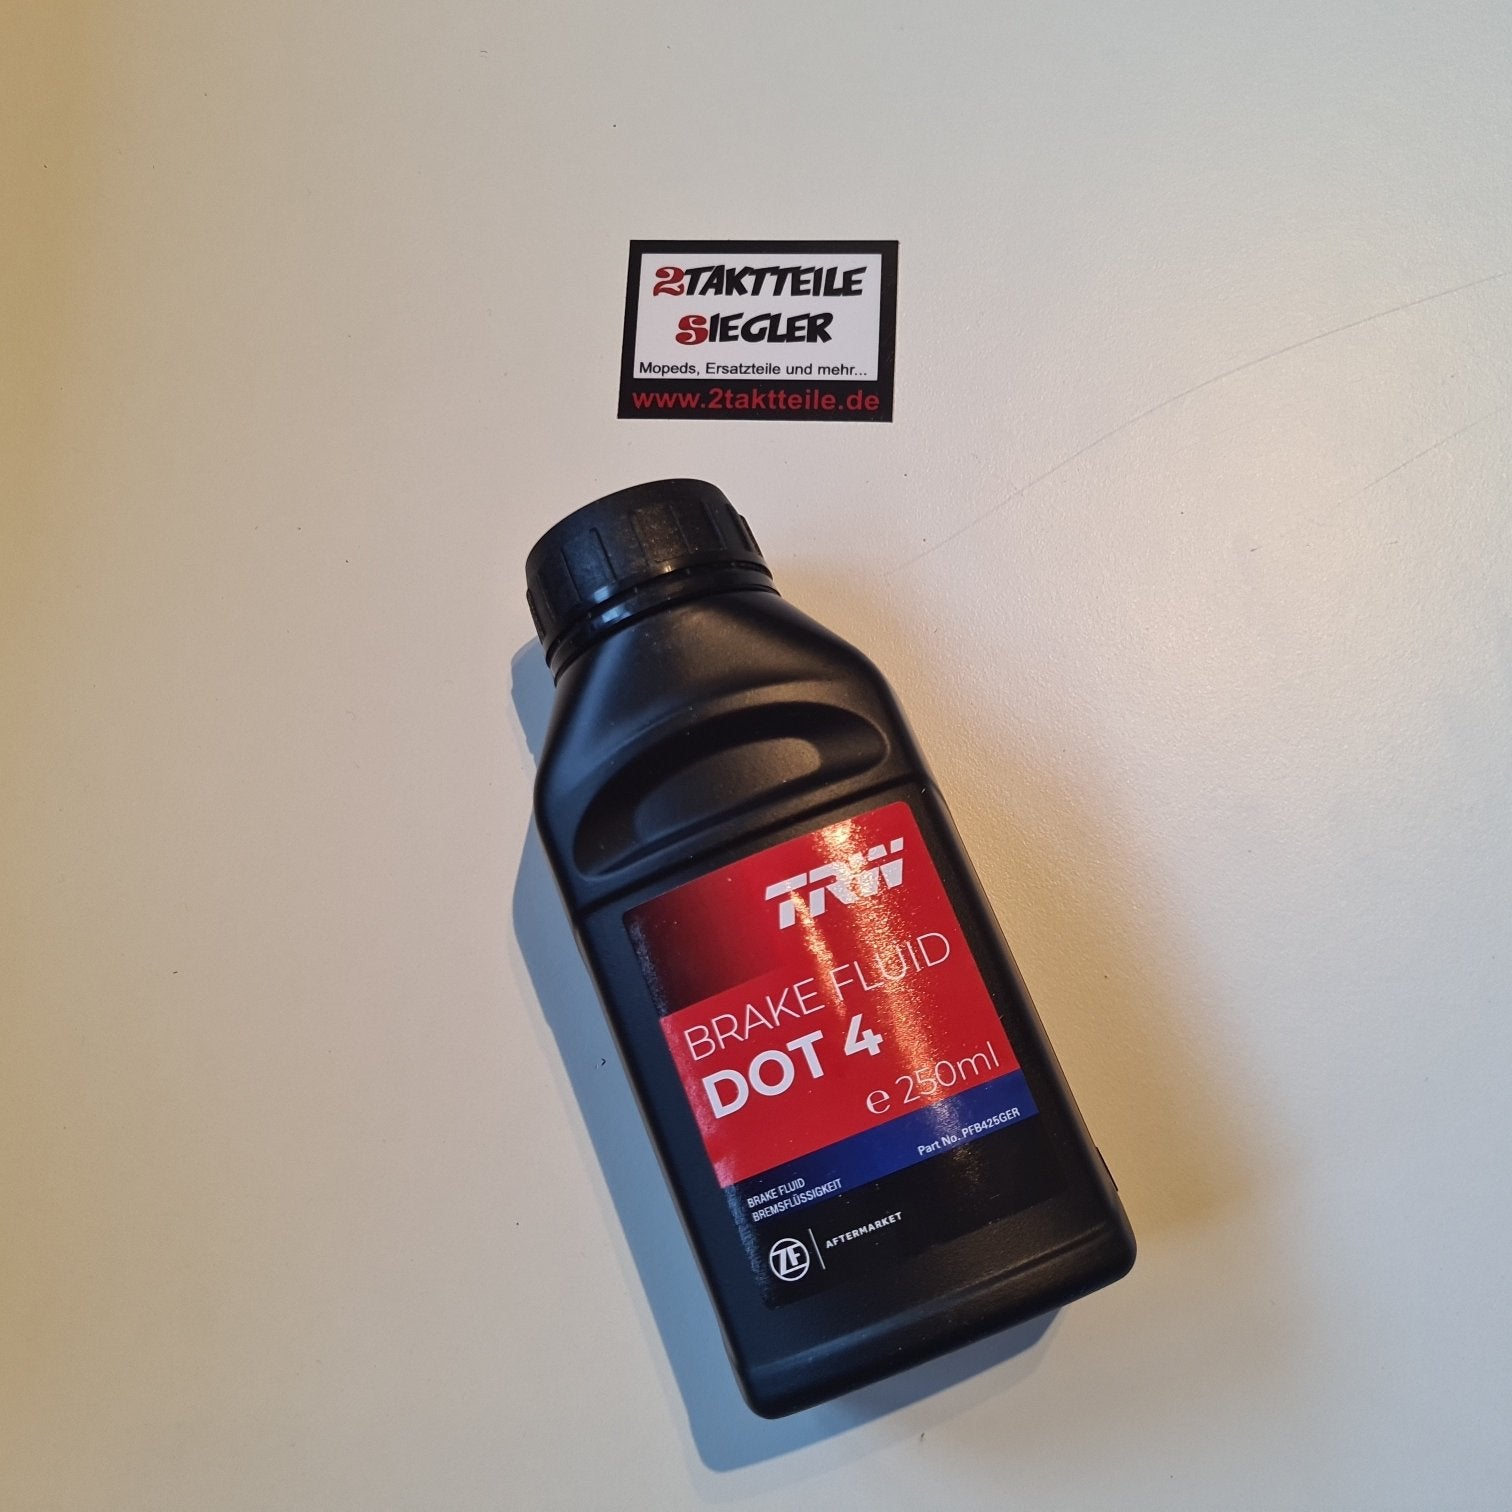 2TAKTTEILE
SIEGLER
Mopeds, Ersatzteile und mehr...
www.2taktteile.de
TRW
BRAKE FLUID
DOT 4
e 250ml
Part No. PFB425GER
BRAKE FLUID
BREMSFLÜSSIGKEIT
ZF AFTERMARKET